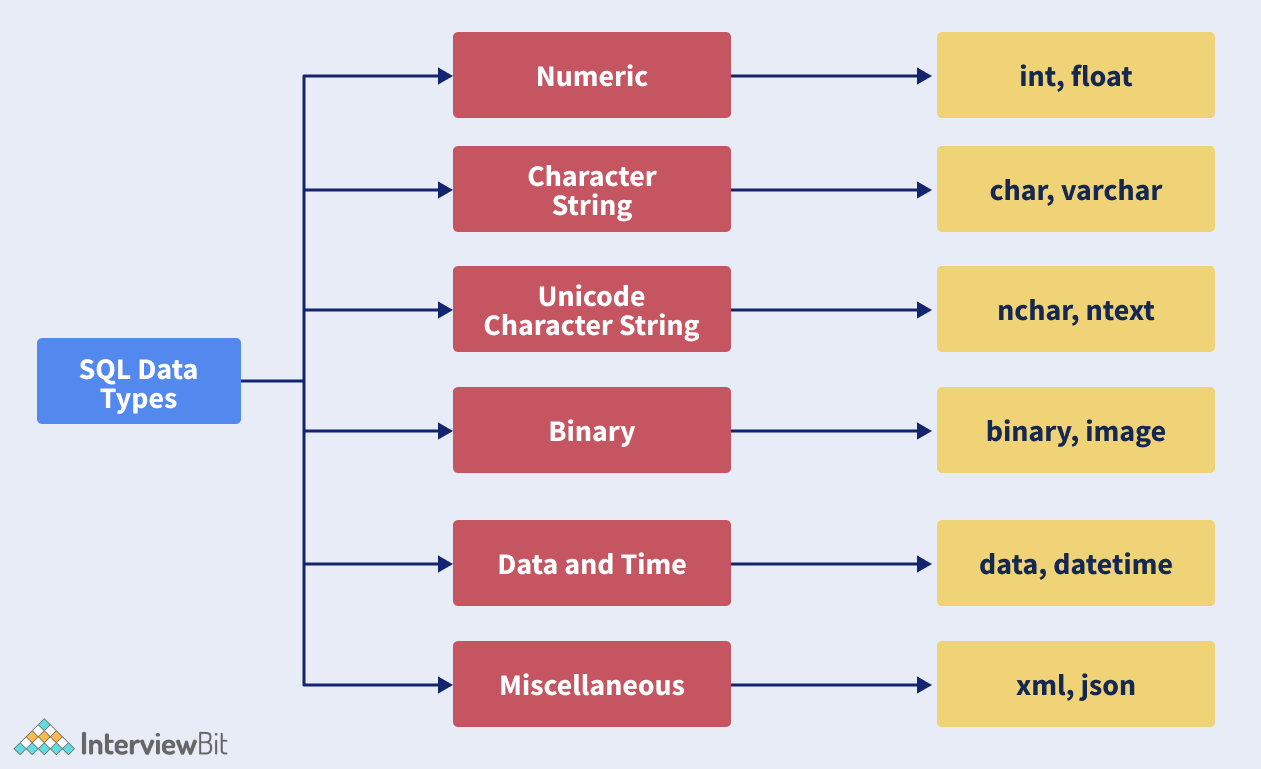 Numeric
int, float
Character
String
char, varchar
Unicode
Character String
nchar, ntext
SQL Data
Types
Binary
binary, image
Data and Time
data, datetime
Miscellaneous
xml, json
InterviewBit